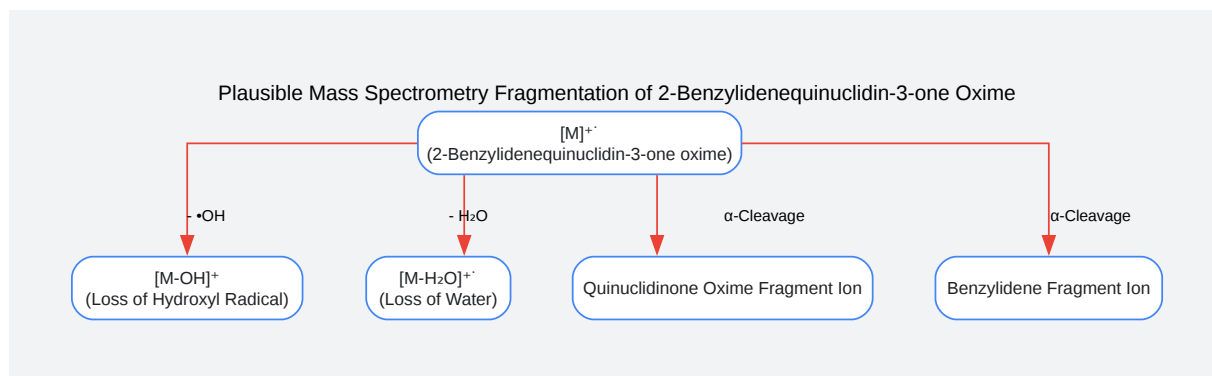 Plausible Mass Spectrometry Fragmentation of 2-Benzylidenequinuclidin-3-one Oxime
[M]⁺˙
(2-Benzylidenequinuclidin-3-one oxime)
- •OH
- H₂O
α-Cleavage
α-Cleavage
[M-OH]⁺
(Loss of Hydroxyl Radical)
[M-H₂O]⁺˙
(Loss of Water)
Quinuclidinone Oxime Fragment Ion
Benzylidene Fragment Ion